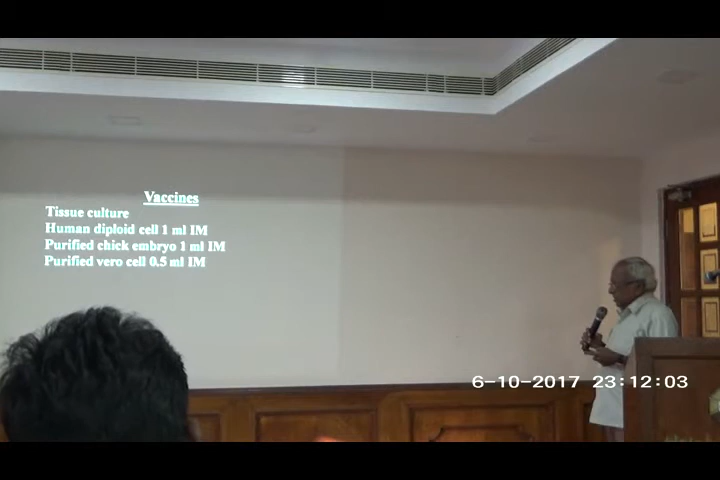 Vaccines
Tissue culture
Human diploid cell 1 ml IM
Purified chick embryo 1 ml IM
Purified vero cell 0.5 ml IM
6-10-2017 23:12:03